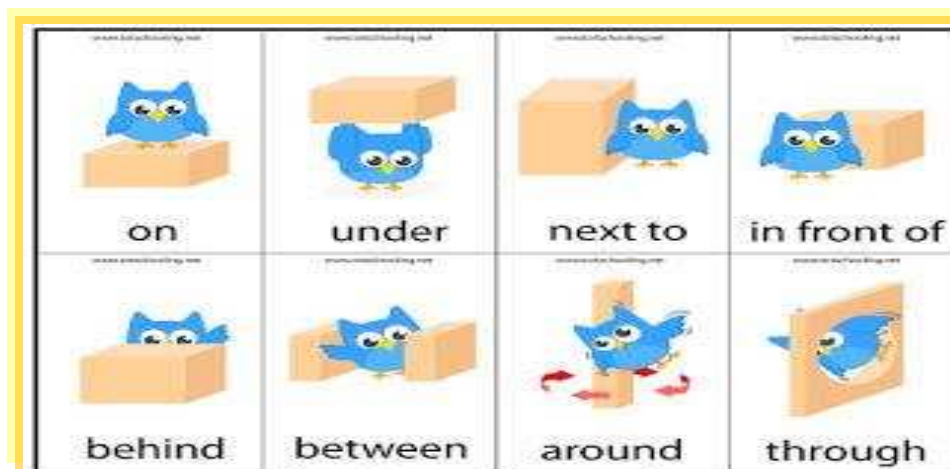 on
under
next to
in front of
behind
between
around
through